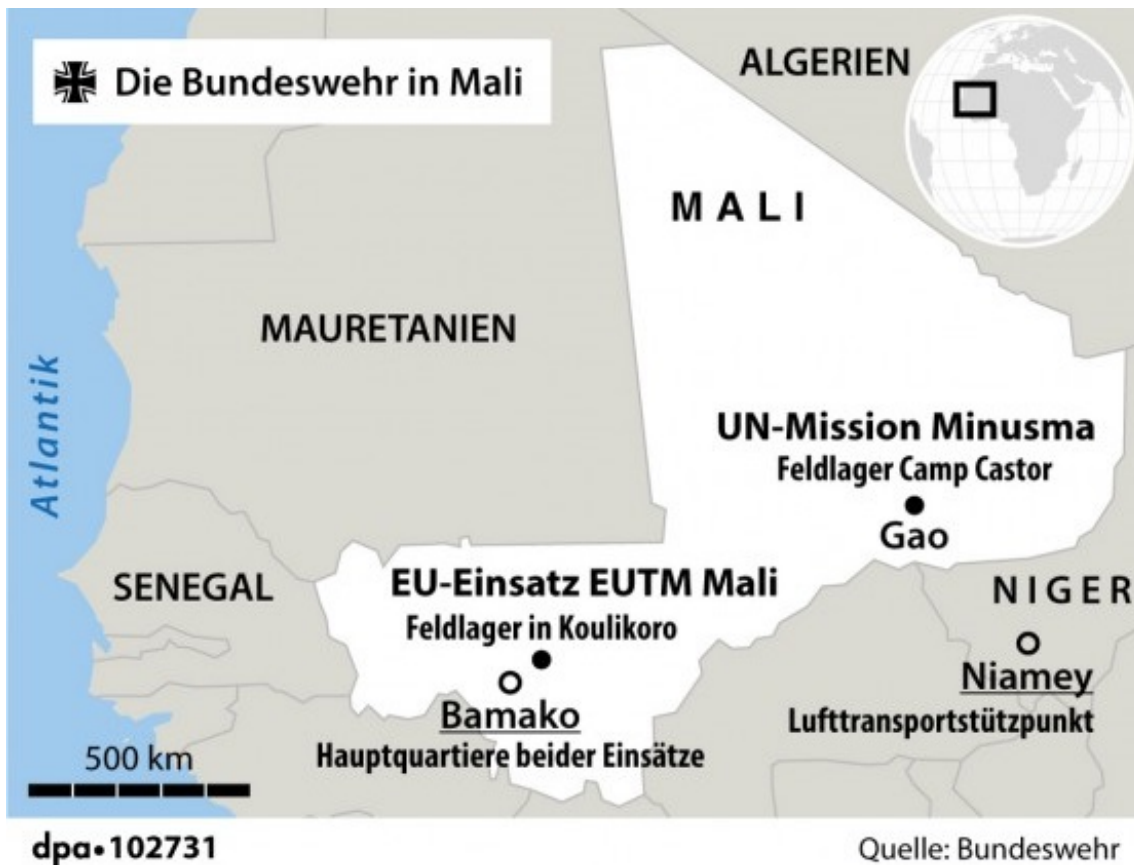 Die Bundeswehr in Mali
ALGERIEN
MALI
MAURETANIEN
Atlantik
UN-Mission Minusma
Feldlager Camp Castor
Gao
SENEGAL
EU-Einsatz EUTM Mali
Feldlager in Koulikoro
NIGER
Bamako
Hauptquartiere beider Einsätze
Niamey
Lufttransportstützpunkt
500 km
dpa•102731
Quelle: Bundeswehr